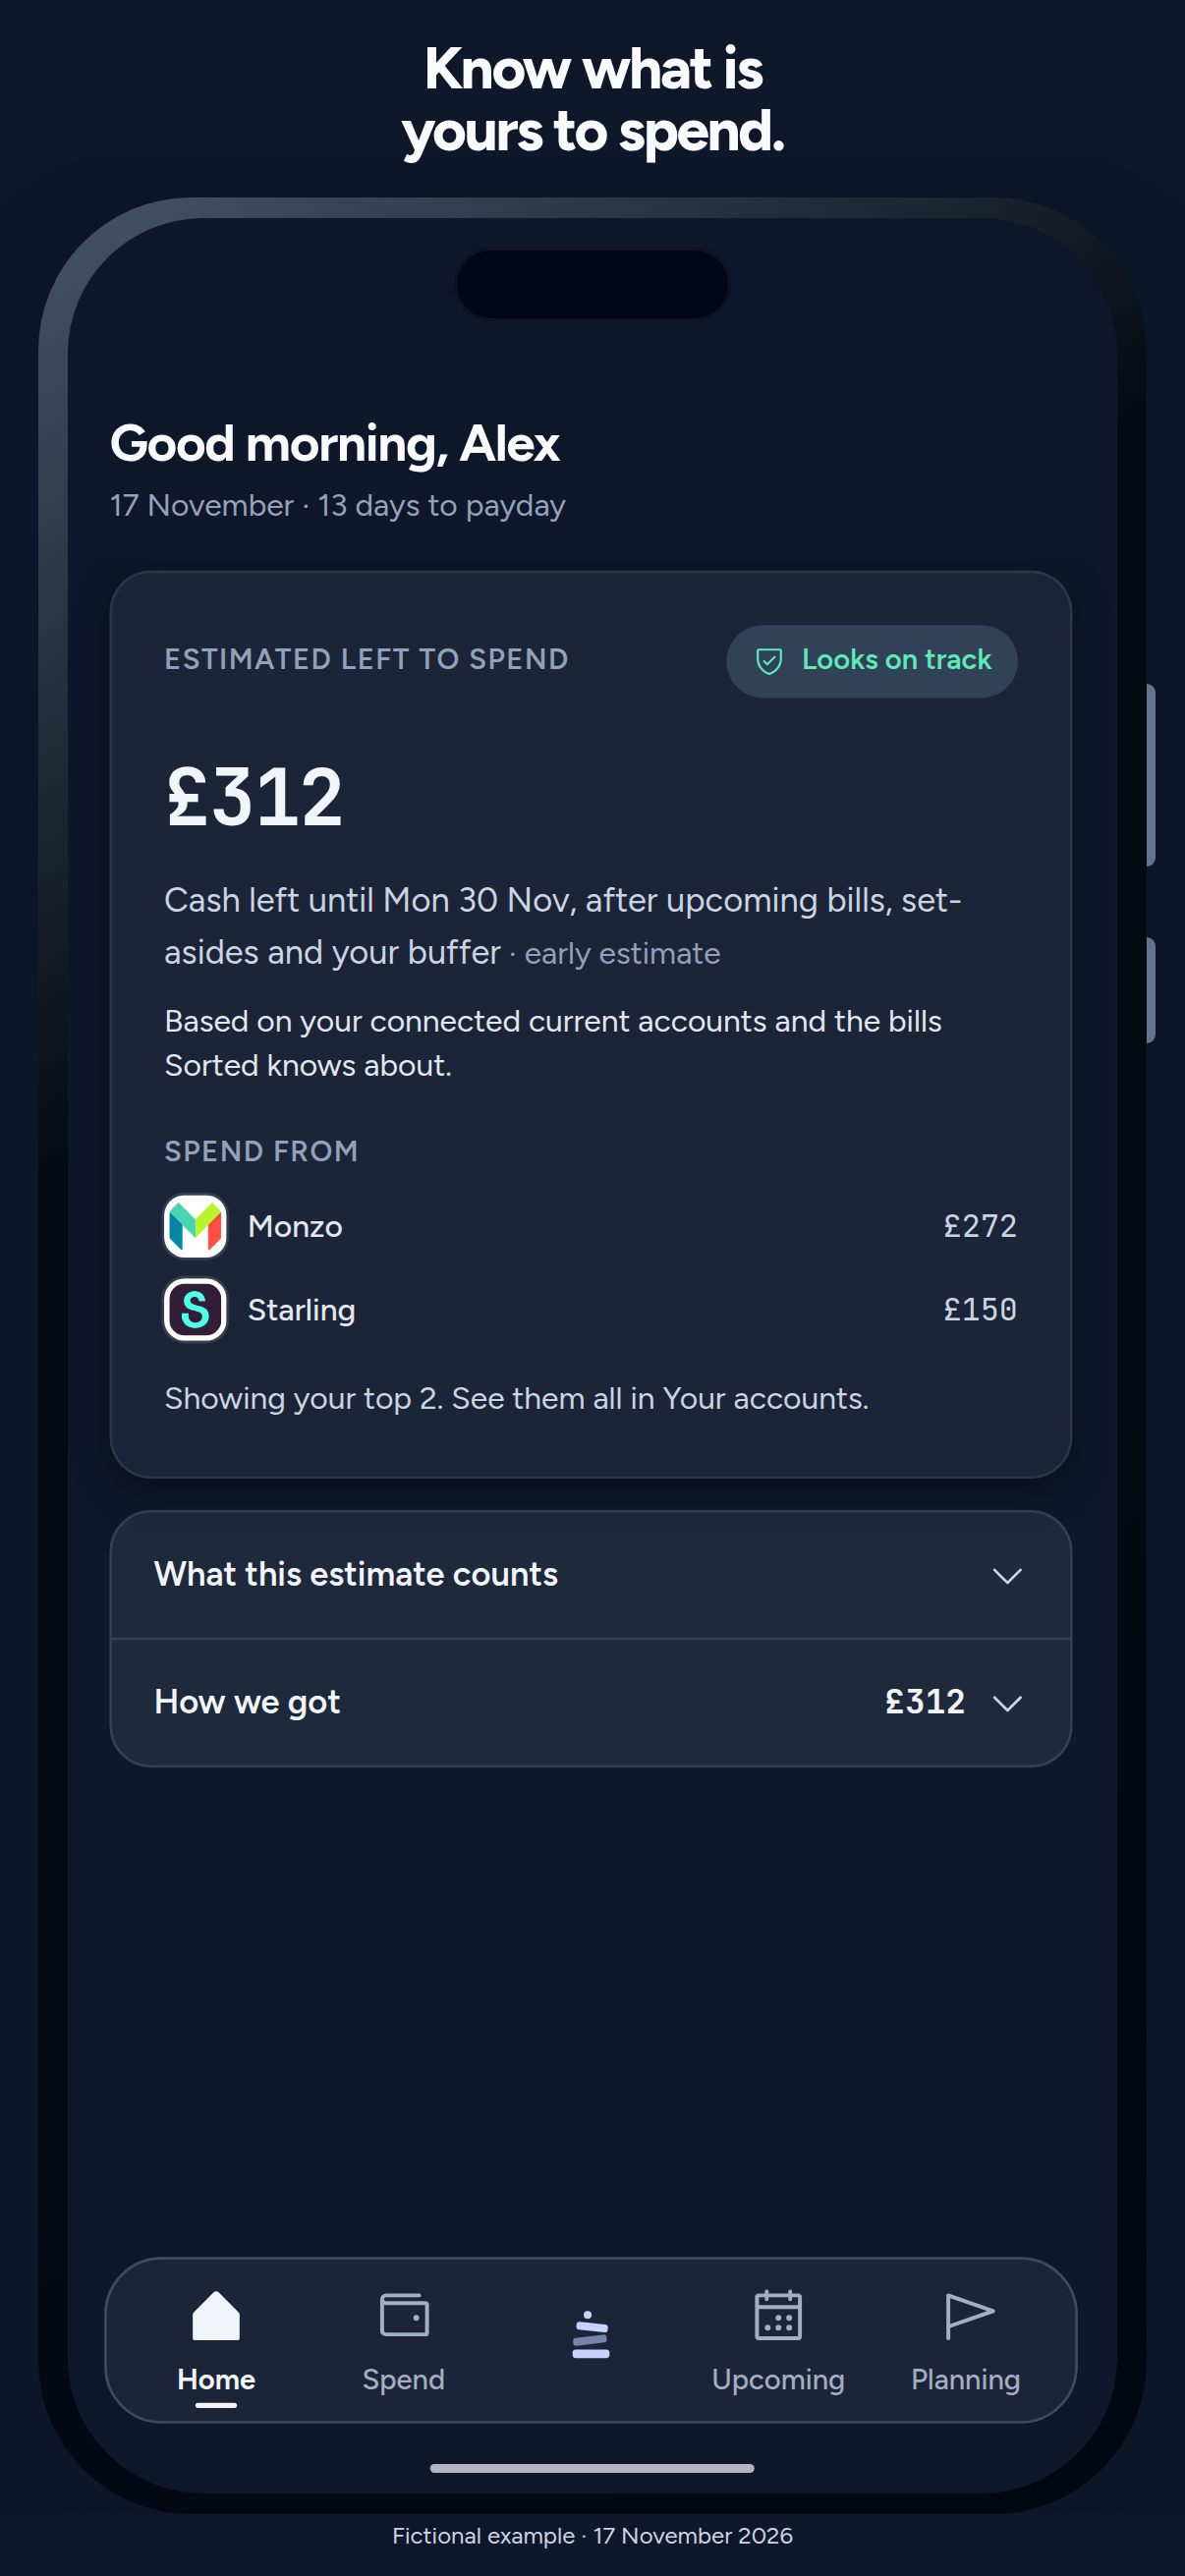 Know what is
yours to spend.
Good morning, Alex
17 November · 13 days to payday
ESTIMATED LEFT TO SPEND
Looks on track
£312
Cash left until Mon 30 Nov, after upcoming bills, set-
asides and your buffer · early estimate
Based on your connected current accounts and the bills
Sorted knows about.
SPEND FROM
Monzo £272
Starling £150
Showing your top 2. See them all in Your accounts.
What this estimate counts
How we got £312
Home Spend Upcoming Planning
Fictional example · 17 November 2026